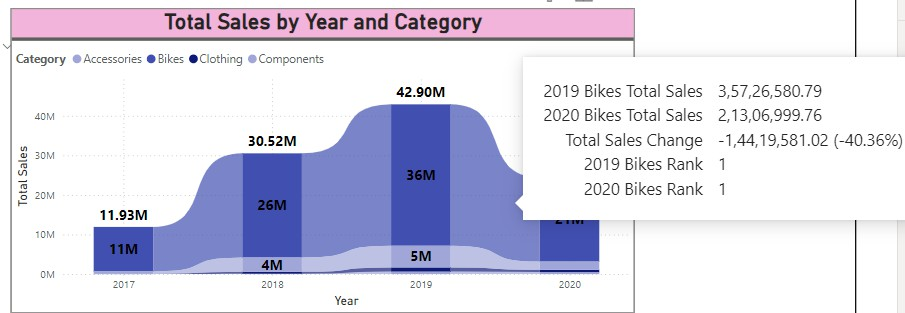 Total Sales by Year and Category
Category Accessories Bikes Clothing Components
Total Sales
40M
30M
20M
10M
0M
11.93M
11M
30.52M
26M
4M
42.90M
36M
5M
21M
2017 2018 2019 2020
Year
2019 Bikes Total Sales 3,57,26,580.79
2020 Bikes Total Sales 2,13,06,999.76
Total Sales Change -1,44,19,581.02 (-40.36%)
2019 Bikes Rank 1
2020 Bikes Rank 1